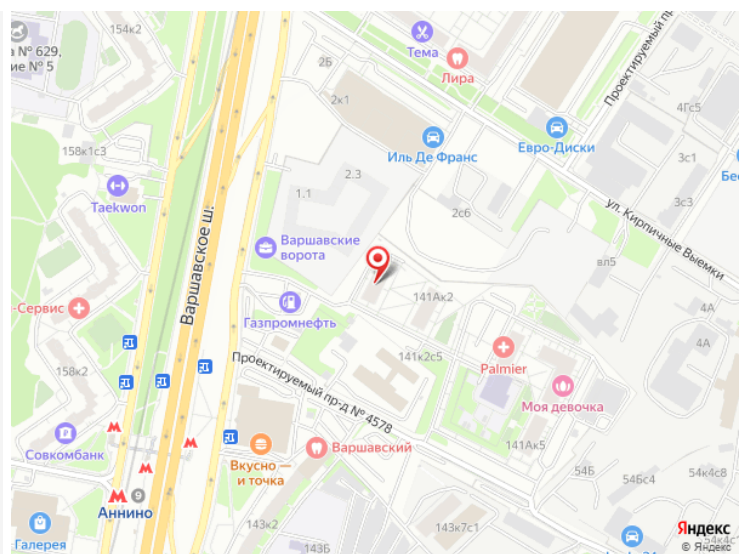 154к2
а № 629,
ие № 5
Тема
Лира
2Б
2к1
Проектируемый
4Гс5
Евро-Диски
Иль Де Франс
3с1
Бес
158к1с3
Taekwon
2.3
1.1
2с6
3с3
ул. Кирпичные Выемки
Варшавское ш.
Варшавские
ворота
вл5
Газпромнефть
141Ак2
4А
4А
-Сервис
158к2
141к2с5
Palmier
Проектируемый пр-д № 4578
Моя девочка
141Ак5
Совкомбанк
Вкусно —
и точка
Варшавский
54Б
54к4с8
54с4
Аннино
9
-Галерея
143к2
143Б
143к7с1
Яндекс
© Яндекс